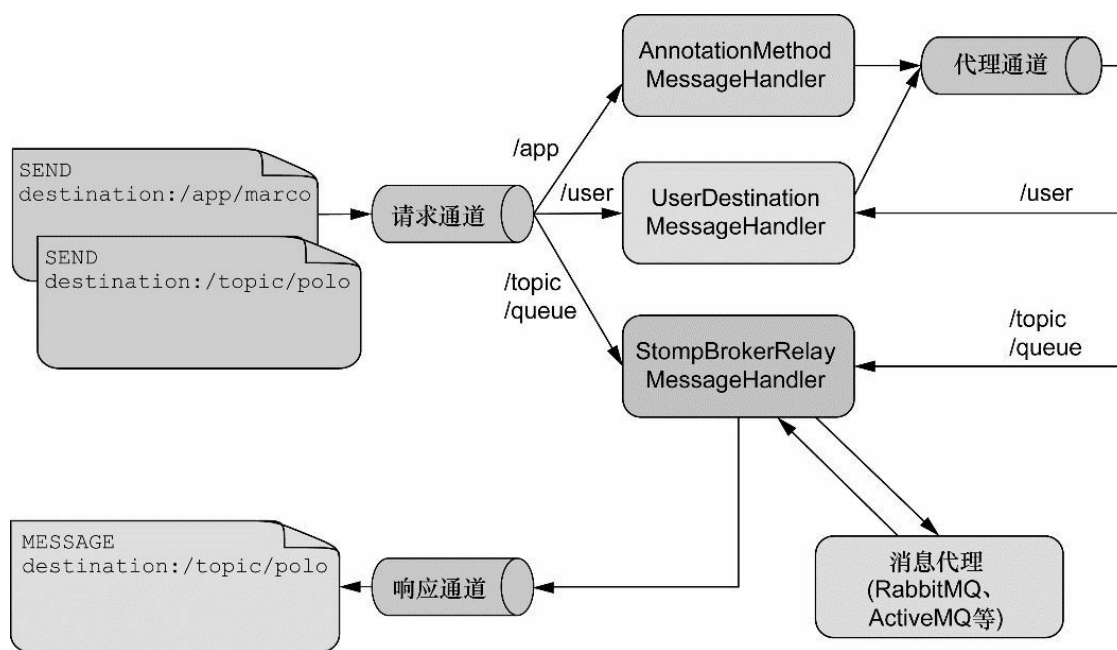 AnnotationMethod
MessageHandler
代理通道
/app
SEND
destination:/app/marco
/user
UserDestination
MessageHandler
/user
请求通道
SEND
destination:/topic/polo
/topic
/queue
/topic
/queue
StompBrokerRelay
MessageHandler
MESSAGE
destination:/topic/polo
响应通道
消息代理
(RabbitMQ、
ActiveMQ等)